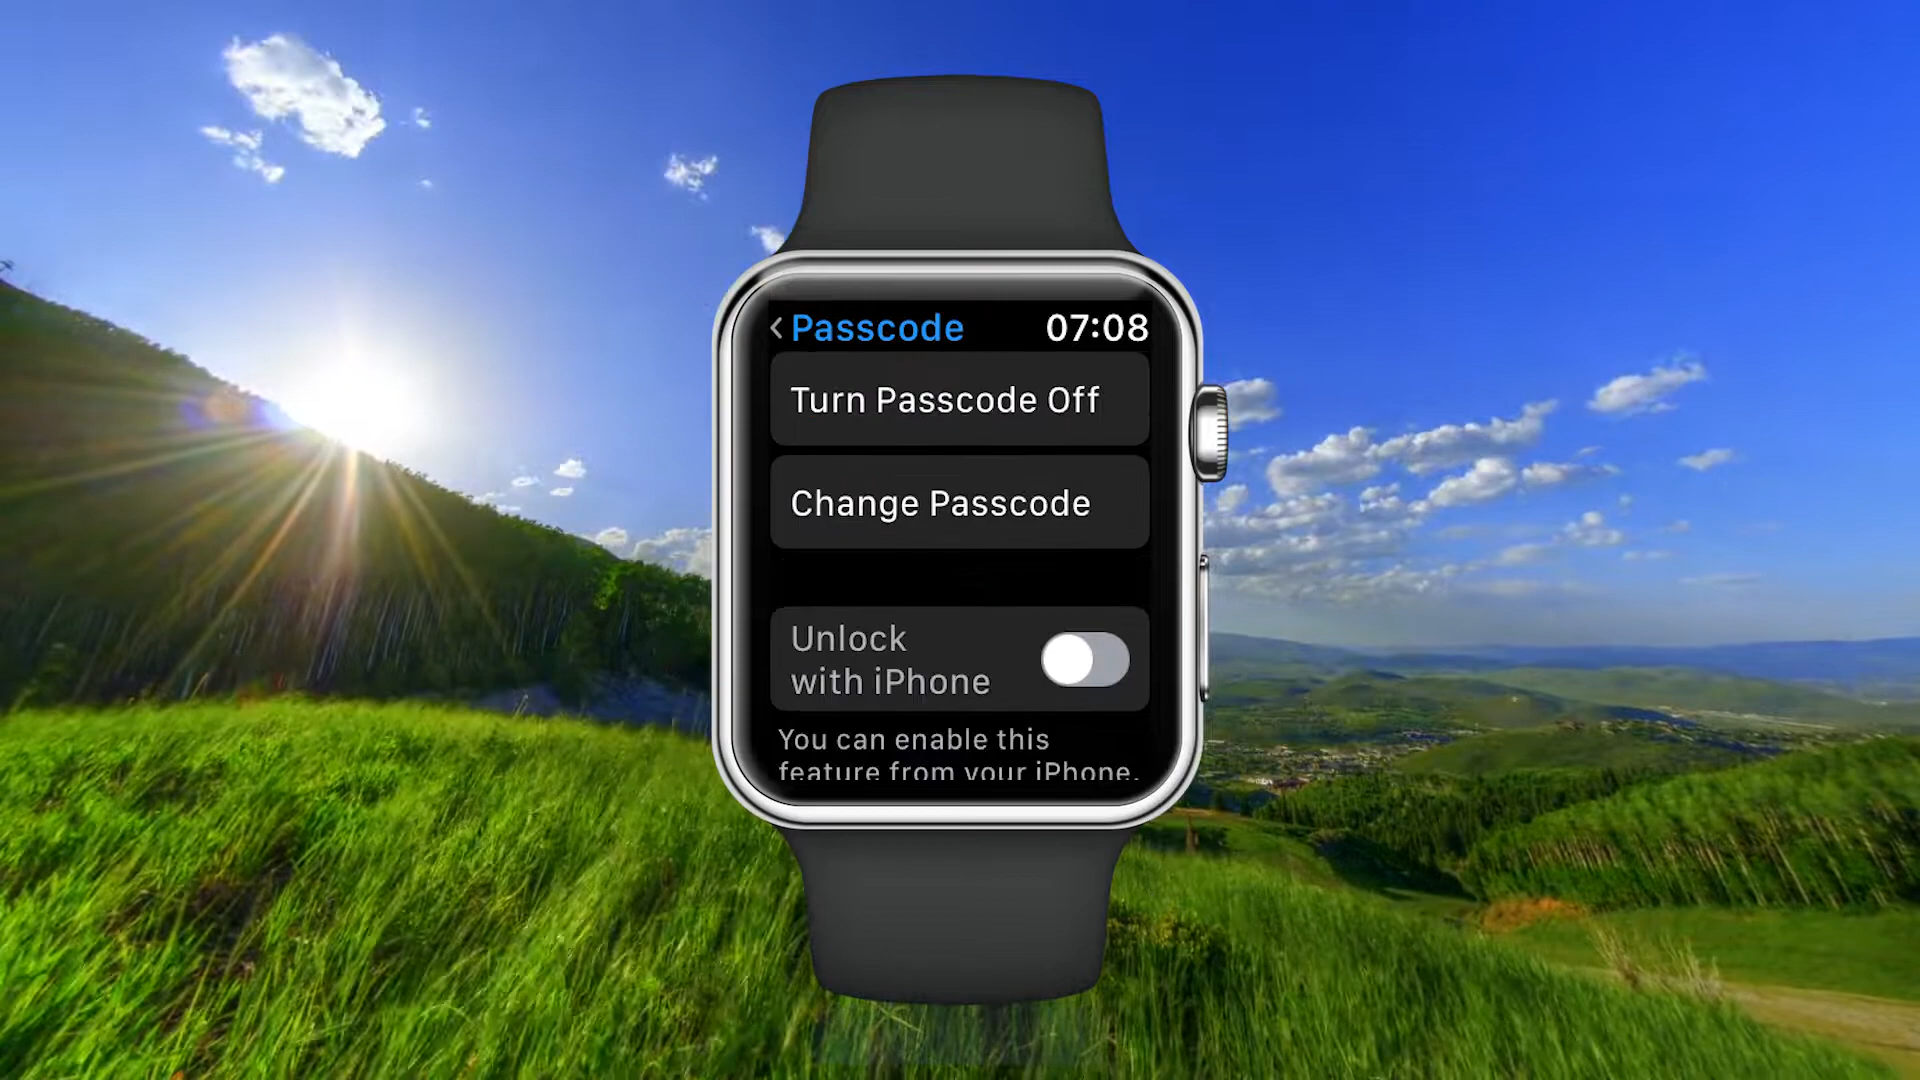 Passcode 07:08
Turn Passcode Off
Change Passcode
Unlock
with iPhone
You can enable this
feature from your iPhone.